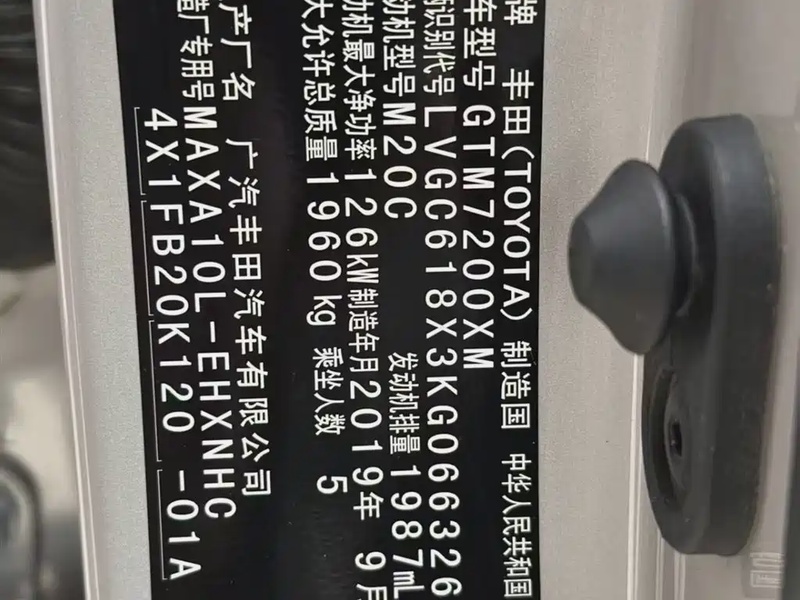 牌 丰田(TOYOTA) 制造国 中华人民共和国
车型号 GTM7200XM
识别代号 LVGC618X3KG066326
动机型号 M20C 发动机排量 1987mL
动机最大净功率 126kW 制造年月 2019年 9月
大允许总质量 1960kg 乘坐人数 5
产厂名 广汽丰田汽车有限公司
造厂专用号 MAXA10L-EHXNHC
4X1FB20K120 -01A